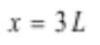 x = 3L